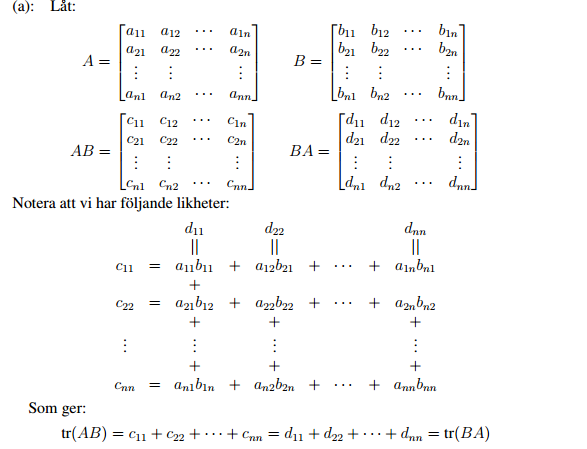 (a): Låt:
A = [a11 a12 ⋯ a1n; a21 a22 ⋯ a2n; ⋮ ⋮ ⋮; an1 an2 ⋯ ann] B = [b11 b12 ⋯ b1n; b21 b22 ⋯ b2n; ⋮ ⋮ ⋮; bn1 bn2 ⋯ bnn]
AB = [c11 c12 ⋯ c1n; c21 c22 ⋯ c2n; ⋮ ⋮ ⋮; cn1 cn2 ⋯ cnn] BA = [d11 d12 ⋯ d1n; d21 d22 ⋯ d2n; ⋮ ⋮ ⋮; dn1 dn2 ⋯ dnn]
Notera att vi har följande likheter:
d11 d22 dnn
|| || ||
c11 = a11b11 + a12b21 + ⋯ + a1nbn1
+
c22 = a21b12 + a22b22 + ⋯ + a2nbn2
+ + +
⋮ ⋮ ⋮ ⋮
+ + +
cnn = an1b1n + an2b2n + ⋯ + annbnn
Som ger:
tr(AB) = c11 + c22 + ⋯ + cnn = d11 + d22 + ⋯ + dnn = tr(BA)